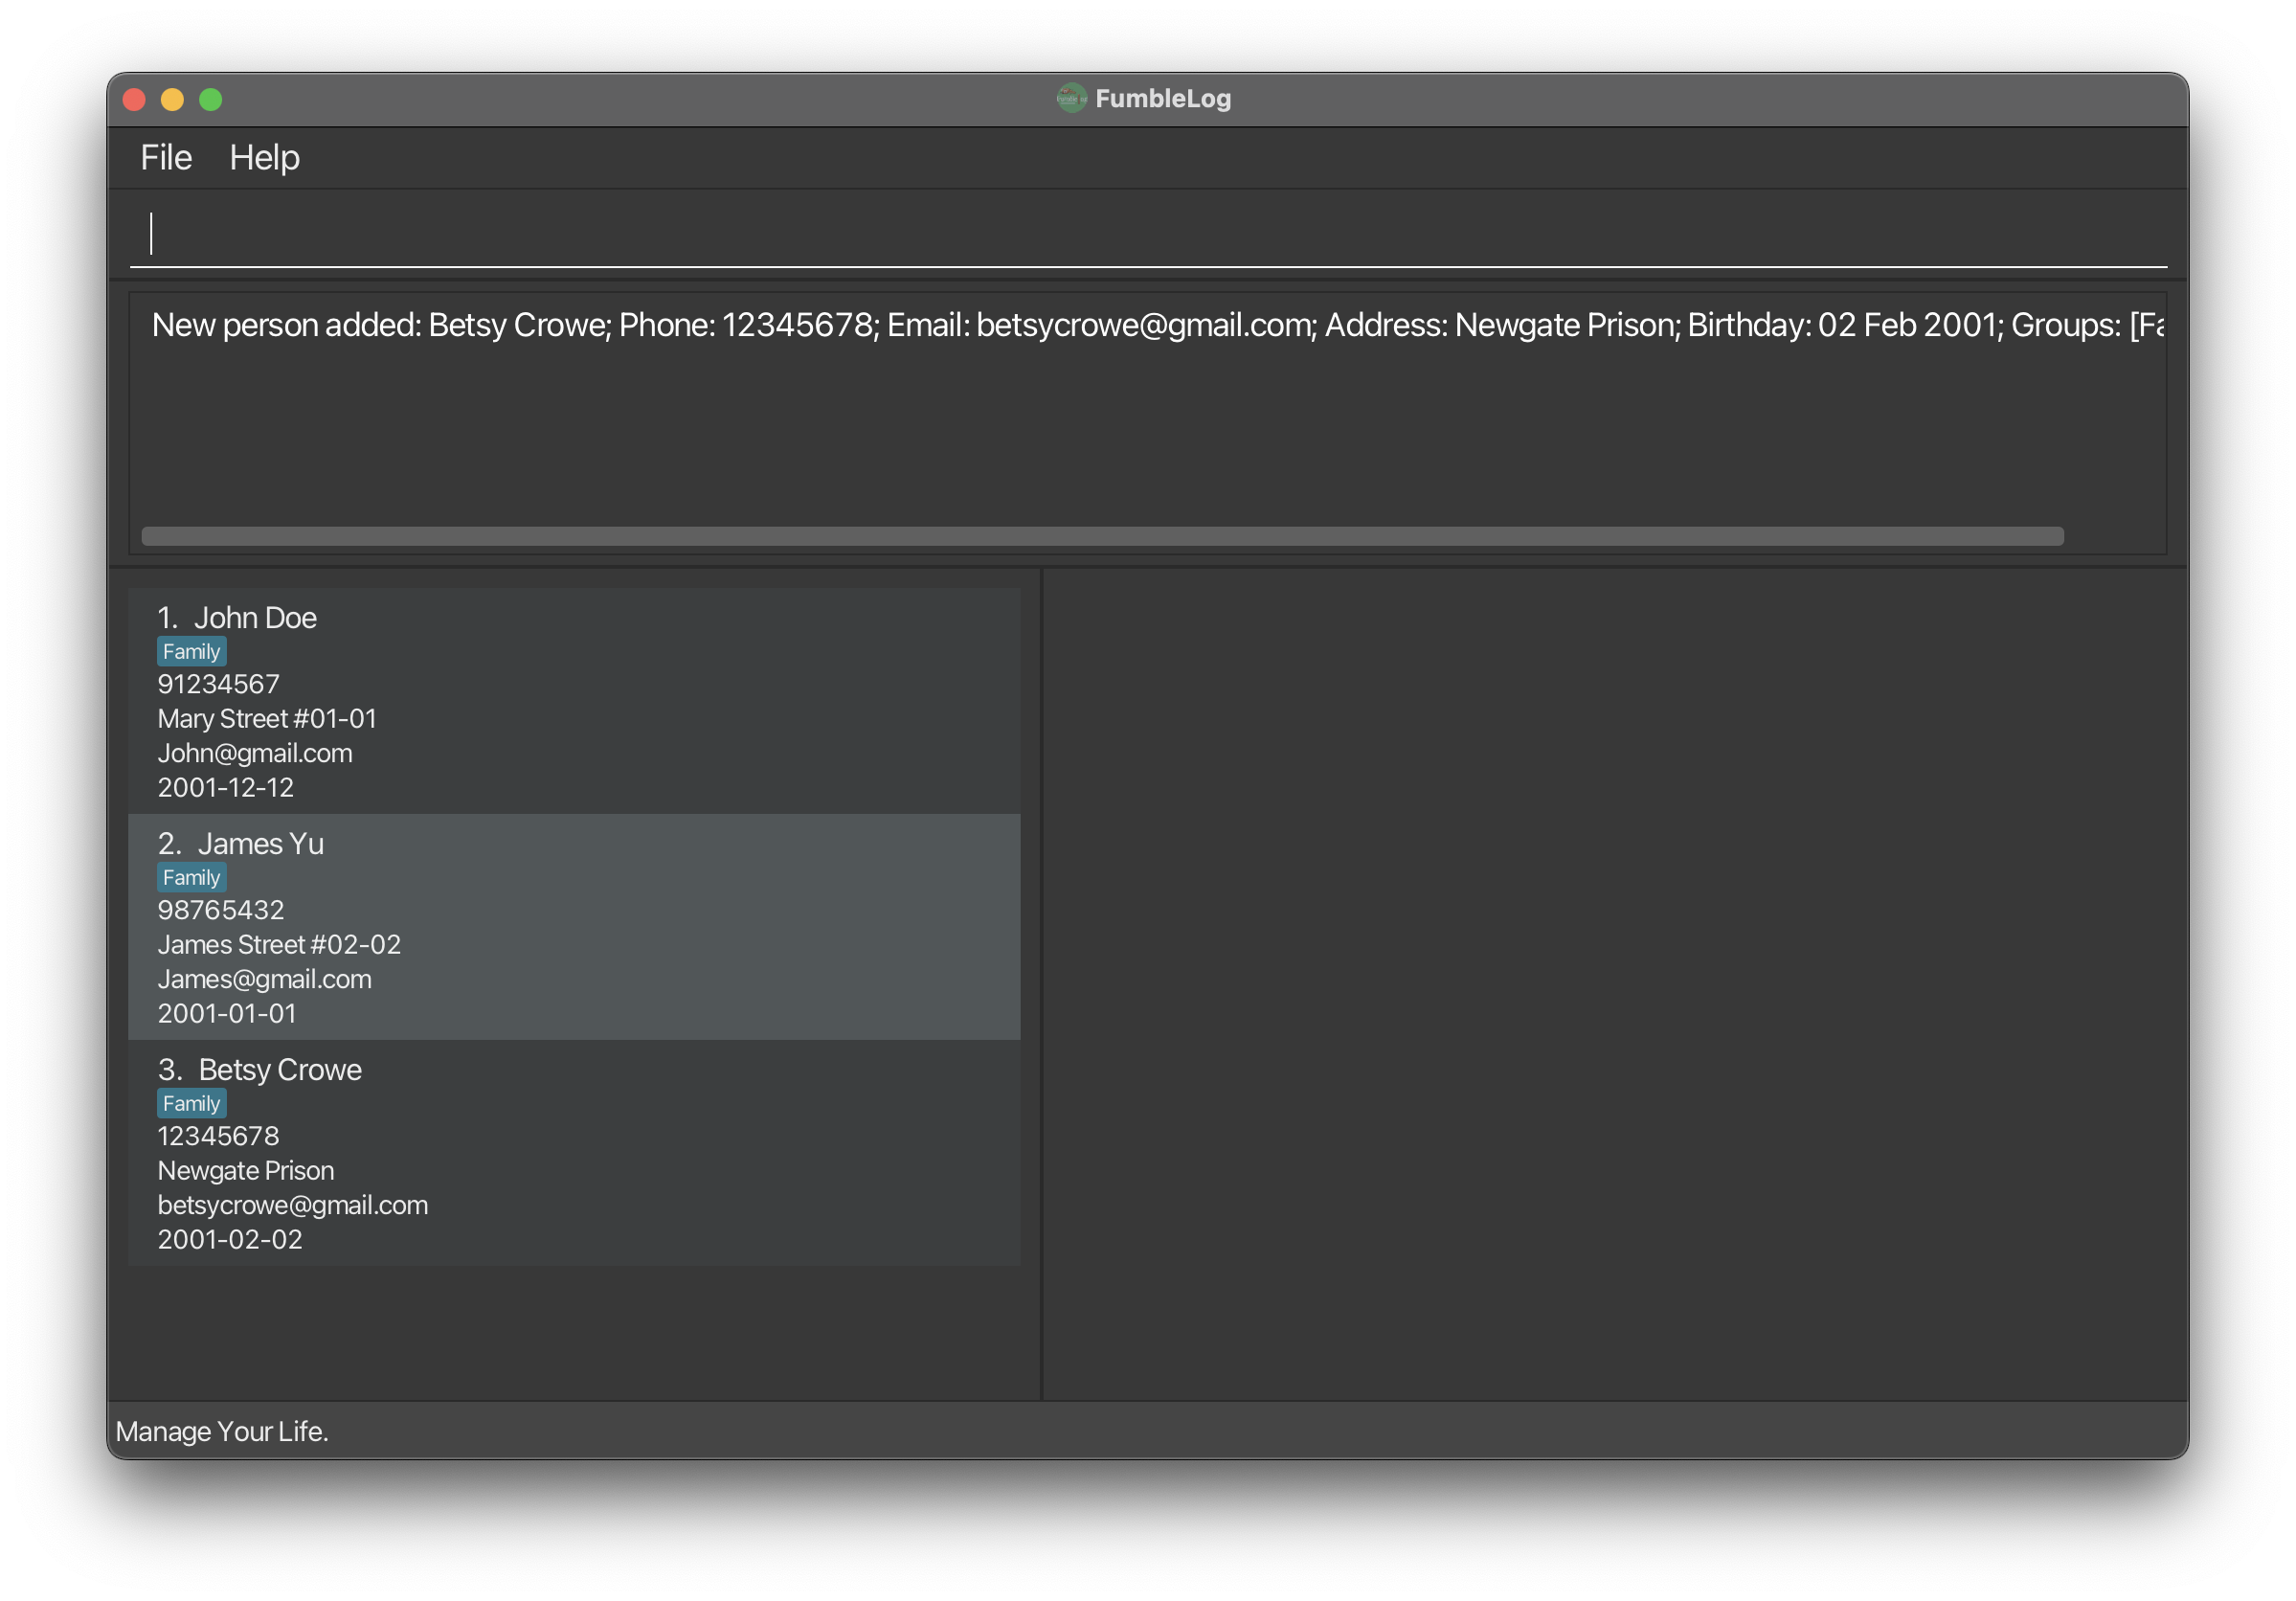 FumbleLog
File Help
New person added: Betsy Crowe; Phone: 12345678; Email: betsycrowe@gmail.com; Address: Newgate Prison; Birthday: 02 Feb 2001; Groups: [Fa
1. John Doe
Family
91234567
Mary Street #01-01
John@gmail.com
2001-12-12
2. James Yu
Family
98765432
James Street #02-02
James@gmail.com
2001-01-01
3. Betsy Crowe
Family
12345678
Newgate Prison
betsycrowe@gmail.com
2001-02-02
Manage Your Life.